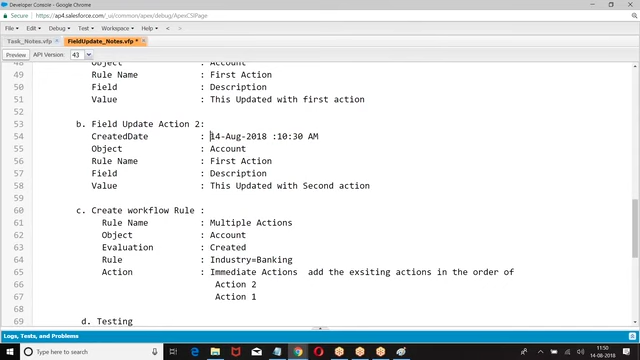 Developer Console - Google Chrome
Secure https://ap4.salesforce.com/_ui/common/apex/debug/ApexCSIPage
File Edit Debug Test Workspace Help < >
Task_Notes.vfp × FieldUpdate_Notes.vfp * ×
Preview API Version: 43
48 Object : Account
49 Rule Name : First Action
50 Field : Description
51 Value : This Updated with first action
52
53 b. Field Update Action 2:
54 CreatedDate : 14-Aug-2018 :10:30 AM
55 Object : Account
56 Rule Name : First Action
57 Field : Description
58 Value : This Updated with Second action
59
60 c. Create workflow Rule :
61 Rule Name : Multiple Actions
62 Object : Account
63 Evaluation : Created
64 Rule : Industry=Banking
65 Action : Immediate Actions add the exsiting actions in the order of
66 Action 2
67 Action 1
68
69 d. Testing
Logs, Tests, and Problems
Type here to search
11:50
14-08-2018